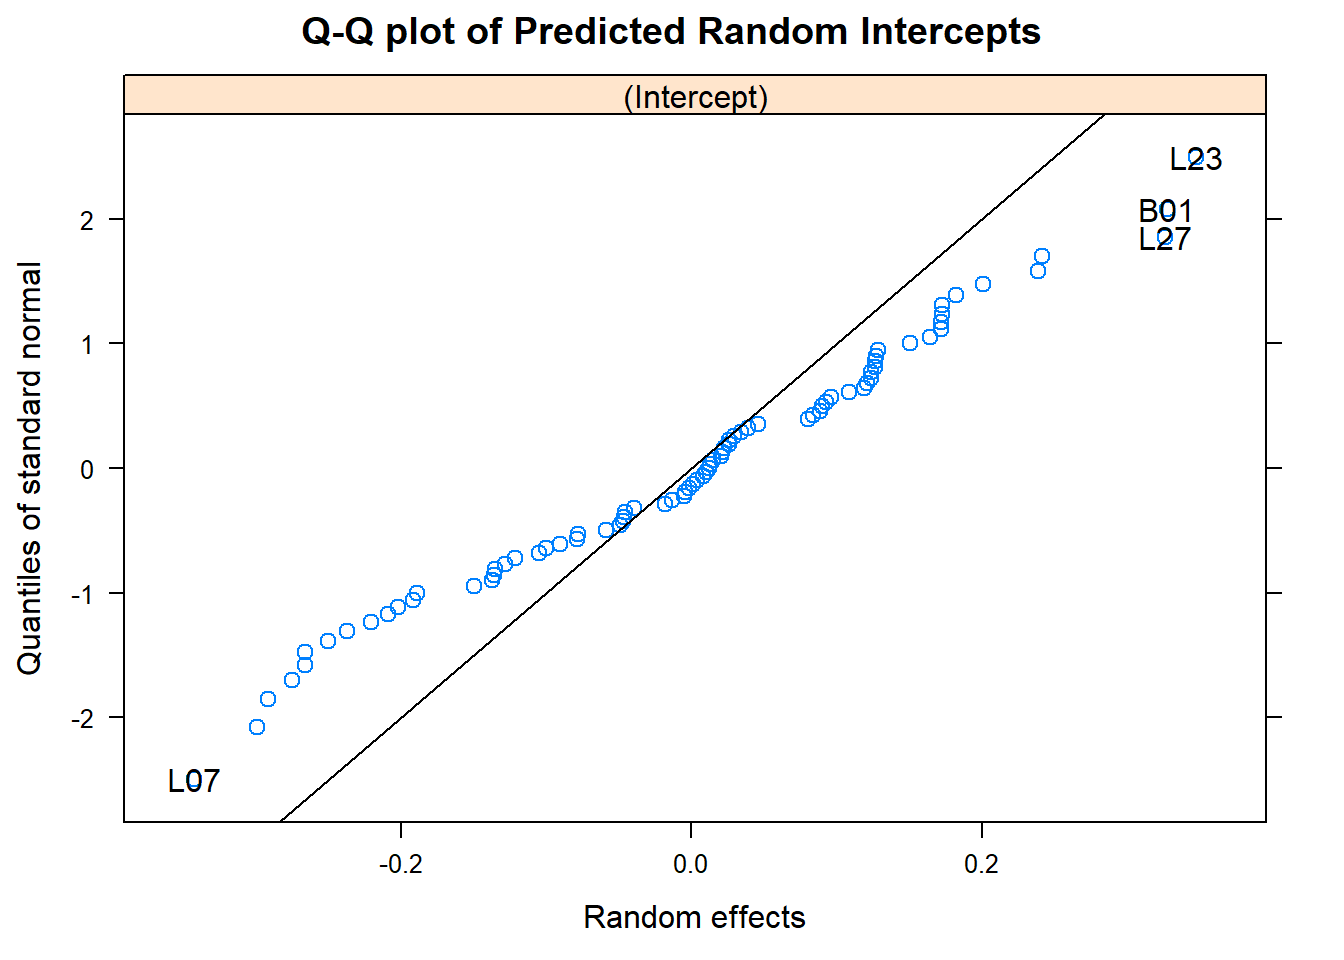 Q-Q plot of Predicted Random Intercepts
(Intercept)
L23
B01
L27
L07
2
1
0
-1
-2
Quantiles of standard normal
-0.2
0.0
0.2
Random effects